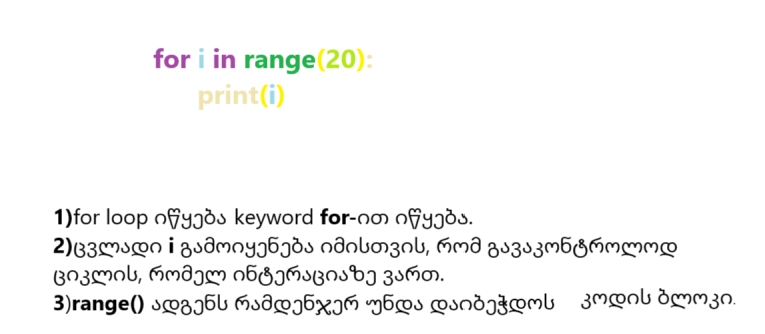 for i in range(20):
print(i)
1)for loop იწყება keyword for-ით იწყება.
2)ცვლადი i გამოიყენება იმისთვის, რომ გავაკონტროლოდ
ციკლის, რომელ ინტერაციაზე ვართ.
3)range() ადგენს რამდენჯერ უნდა დაიბეჭდოს კოდის ბლოკი.